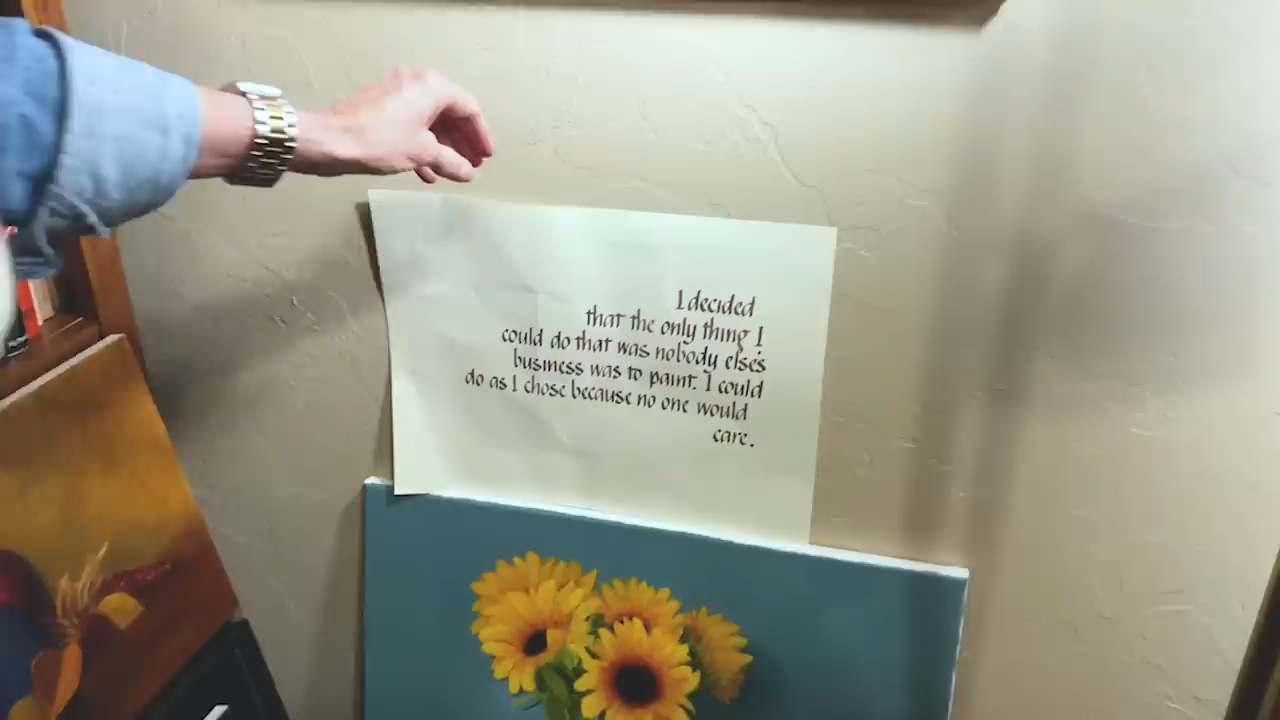 I decided
that the only thing I
could do that was nobody else's
business was to paint. I could
do as I chose because no one would
care.